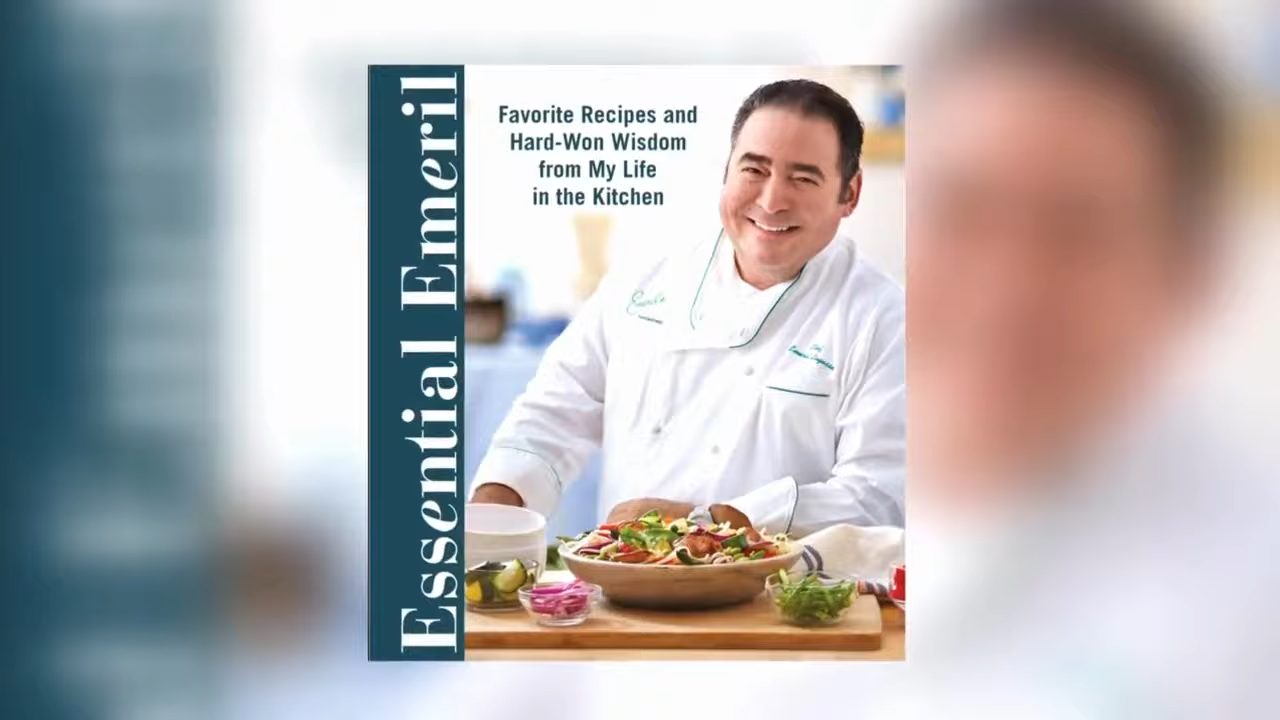 Essential Emeril
Favorite Recipes and
Hard-Won Wisdom
from My Life
in the Kitchen